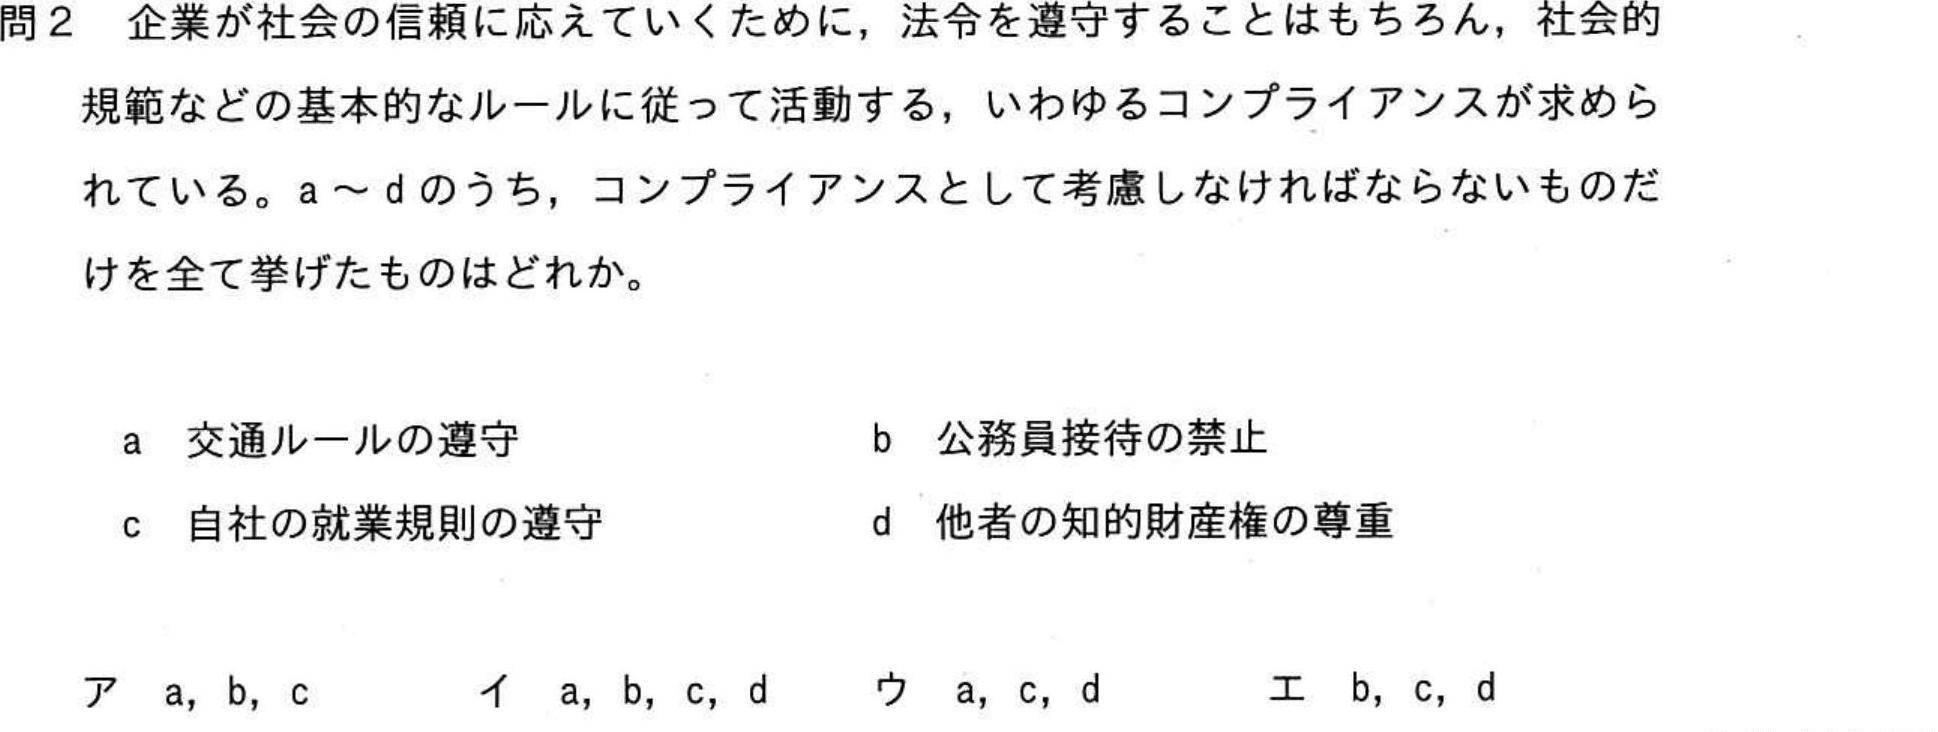 問２　企業が社会の信頼に応えていくために，法令を遵守することはもちろん，社会的
規範などの基本的なルールに従って活動する，いわゆるコンプライアンスが求めら
れている。a～dのうち，コンプライアンスとして考慮しなければならないものだ
けを全て挙げたものはどれか。
a　交通ルールの遵守　　b　公務員接待の禁止
c　自社の就業規則の遵守　　d　他者の知的財産権の尊重
ア　a，b，c　　イ　a，b，c，d　　ウ　a，c，d　　エ　b，c，d